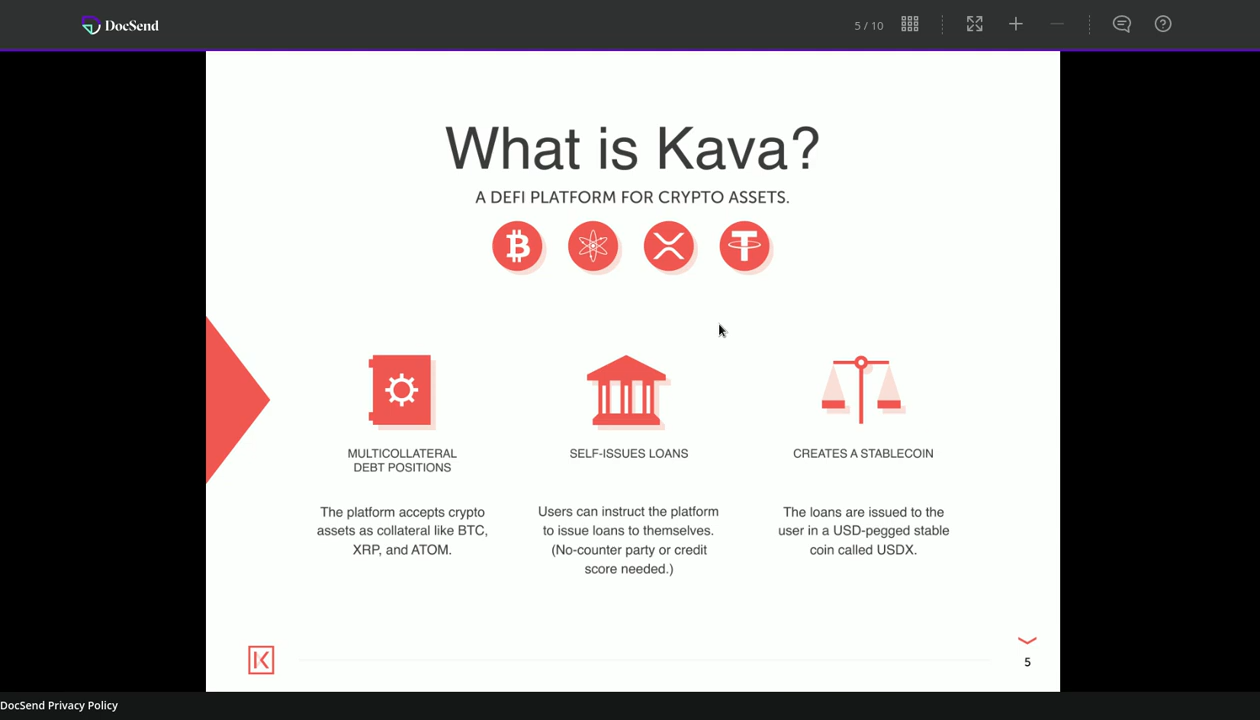 DocSend
5 / 10
What is Kava?
A DEFI PLATFORM FOR CRYPTO ASSETS.
MULTICOLLATERAL
DEBT POSITIONS
The platform accepts crypto
assets as collateral like BTC,
XRP, and ATOM.
SELF-ISSUES LOANS
Users can instruct the platform
to issue loans to themselves.
(No-counter party or credit
score needed.)
CREATES A STABLECOIN
The loans are issued to the
user in a USD-pegged stable
coin called USDX.
5
DocSend Privacy Policy